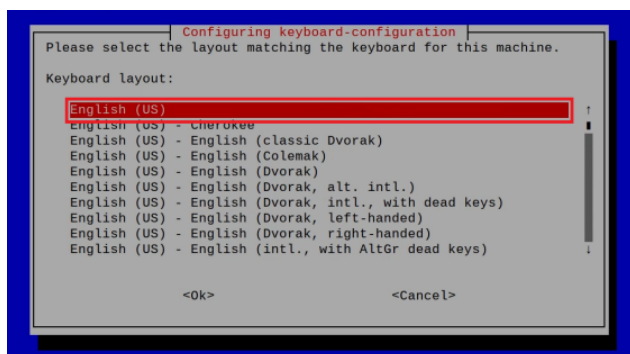 Configuring keyboard-configuration
Please select the layout matching the keyboard for this machine.
Keyboard layout:
English (US)
English (US) - Cherokee
English (US) - English (classic Dvorak)
English (US) - English (Colemak)
English (US) - English (Dvorak)
English (US) - English (Dvorak, alt. intl.)
English (US) - English (Dvorak, intl., with dead keys)
English (US) - English (Dvorak, left-handed)
English (US) - English (Dvorak, right-handed)
English (US) - English (intl., with AltGr dead keys)
<Ok> <Cancel>